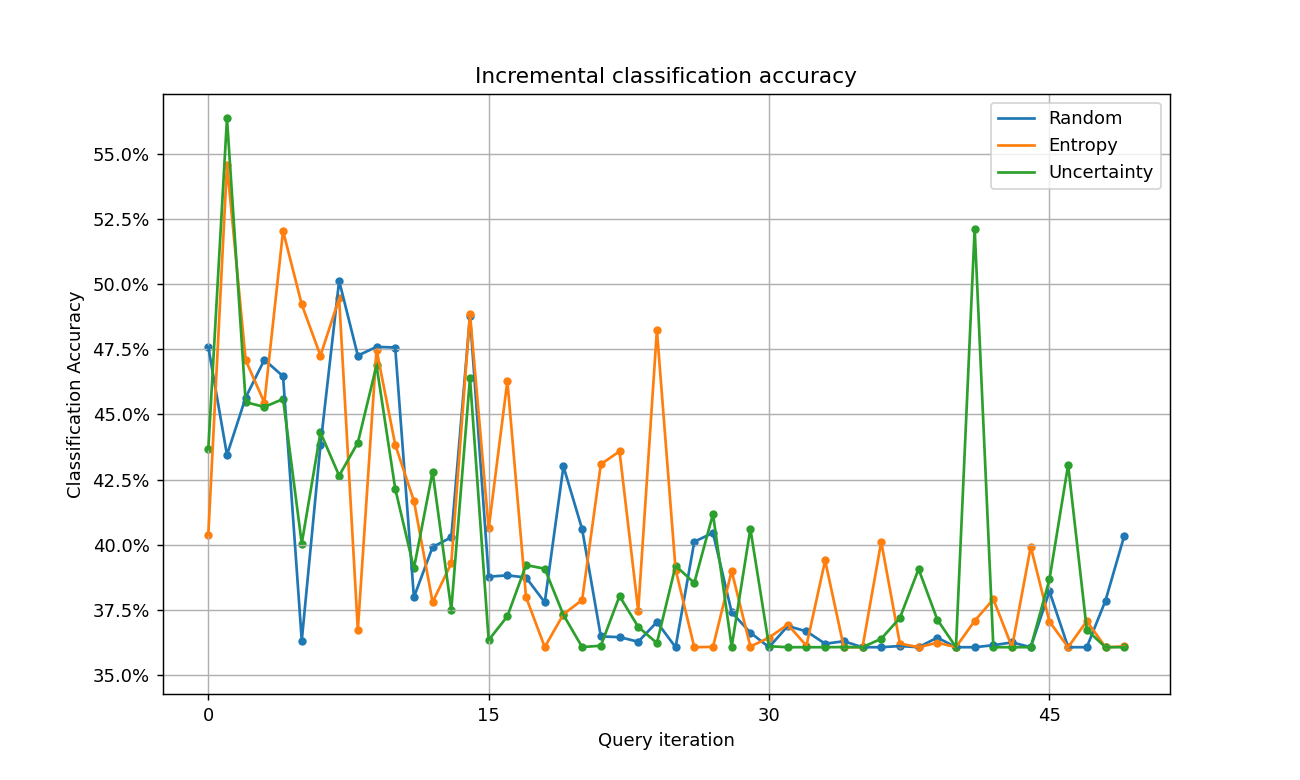 Incremental classification accuracy
Random
Entropy
Uncertainty
55.0%
52.5%
50.0%
47.5%
45.0%
42.5%
40.0%
37.5%
35.0%
Classification Accuracy
0
15
30
45
Query iteration